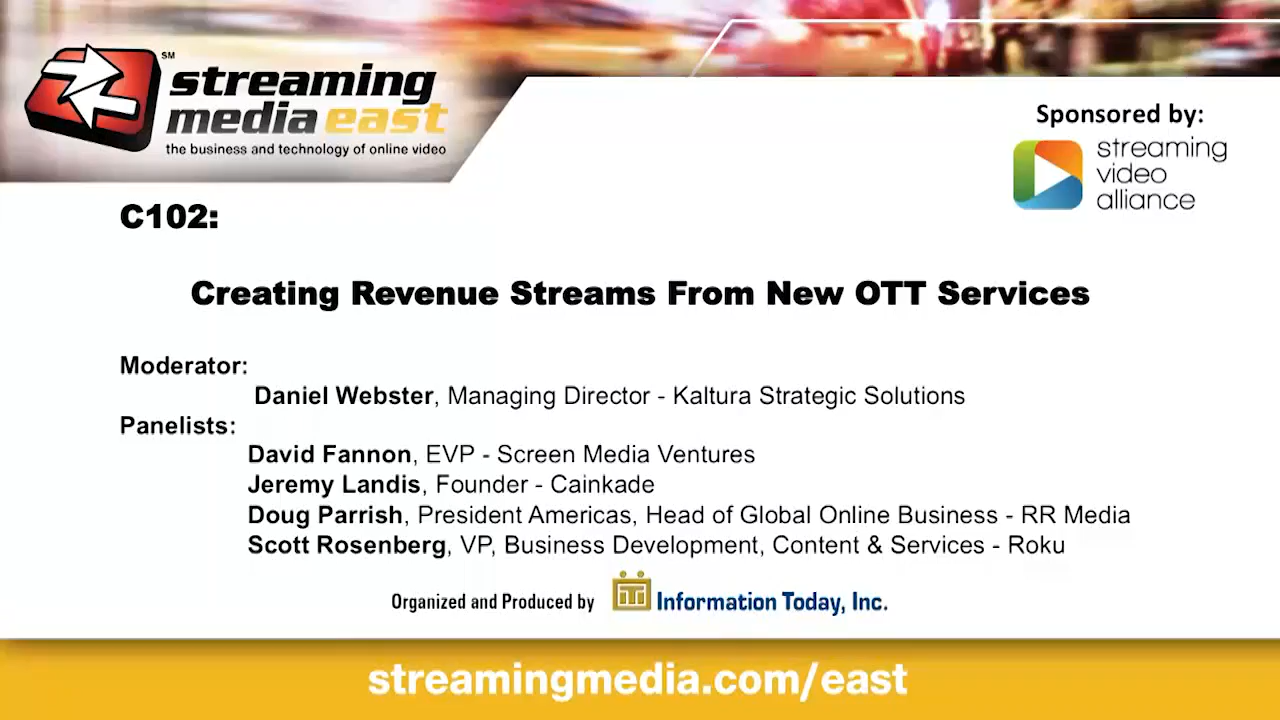 SM
streaming
media east
the business and technology of online video
Sponsored by:
streaming
video
alliance
C102:
Creating Revenue Streams From New OTT Services
Moderator:
Daniel Webster, Managing Director - Kaltura Strategic Solutions
Panelists:
David Fannon, EVP - Screen Media Ventures
Jeremy Landis, Founder - Cainkade
Doug Parrish, President Americas, Head of Global Online Business - RR Media
Scott Rosenberg, VP, Business Development, Content & Services - Roku
Organized and Produced by Information Today, Inc.
streamingmedia.com/east